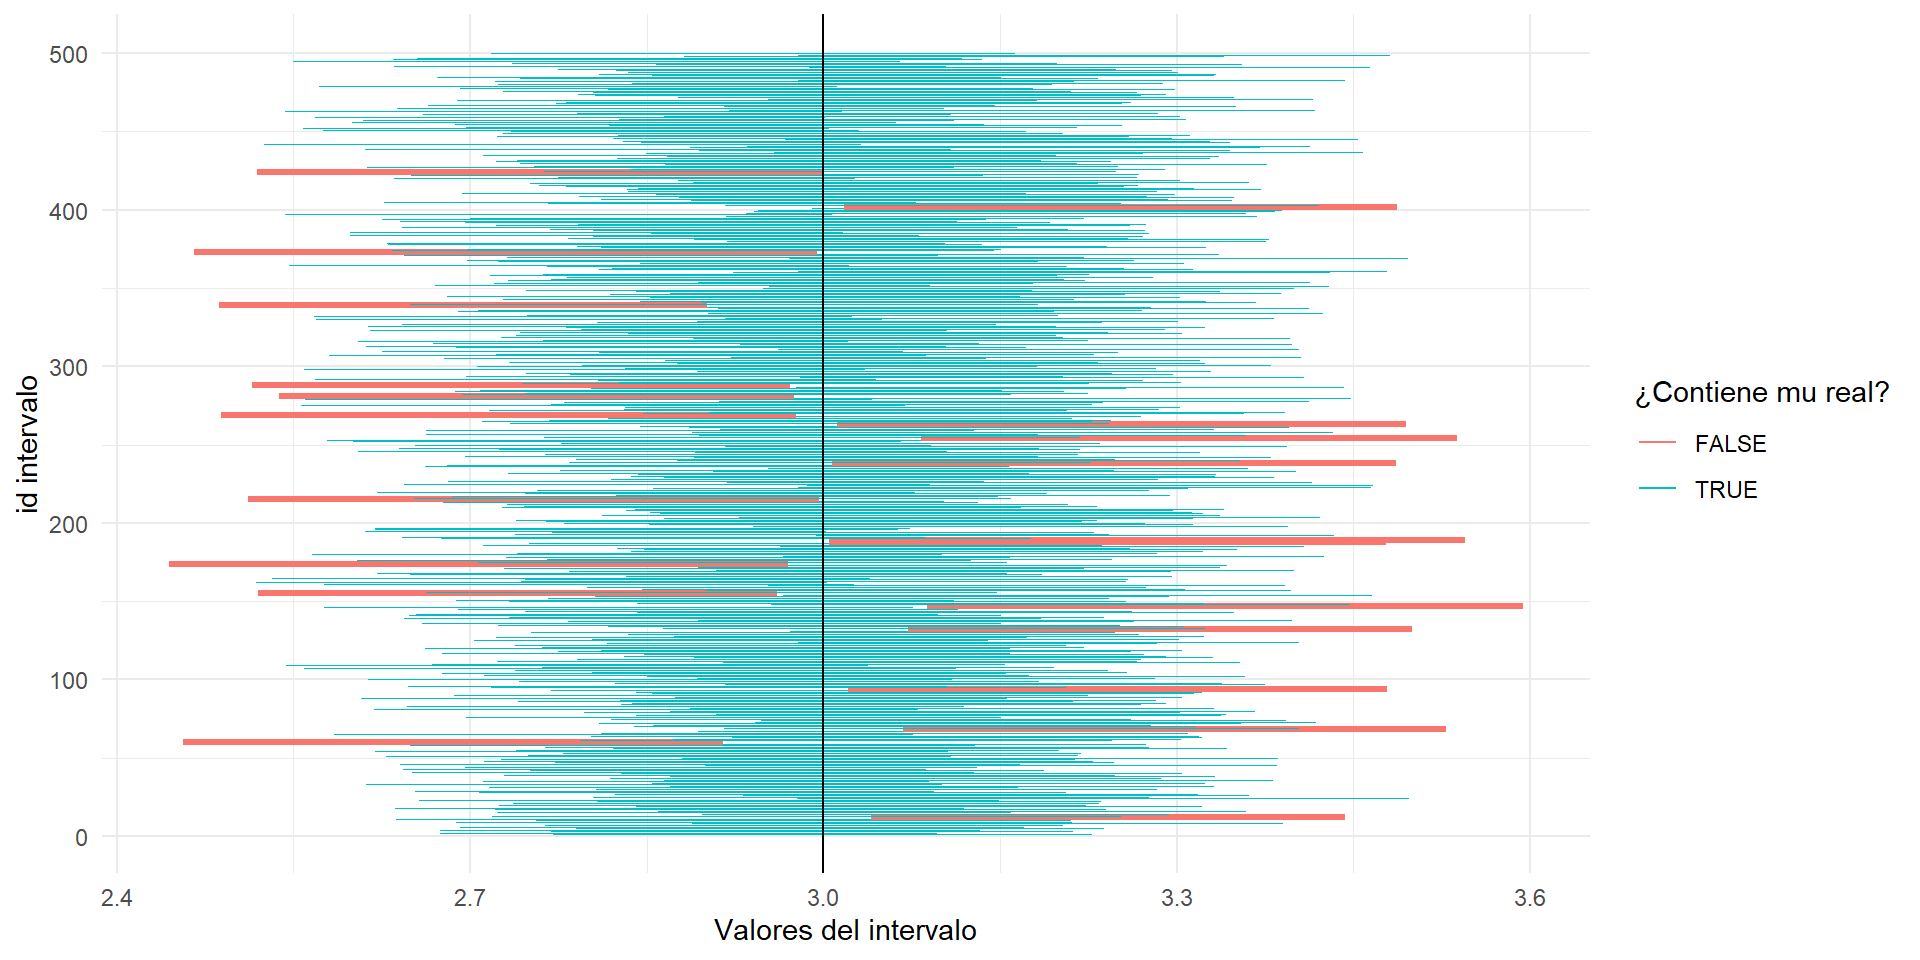 500
400
300
200
100
0
id intervalo
2.4 2.7 3.0 3.3 3.6
Valores del intervalo
¿Contiene mu real?
FALSE
TRUE